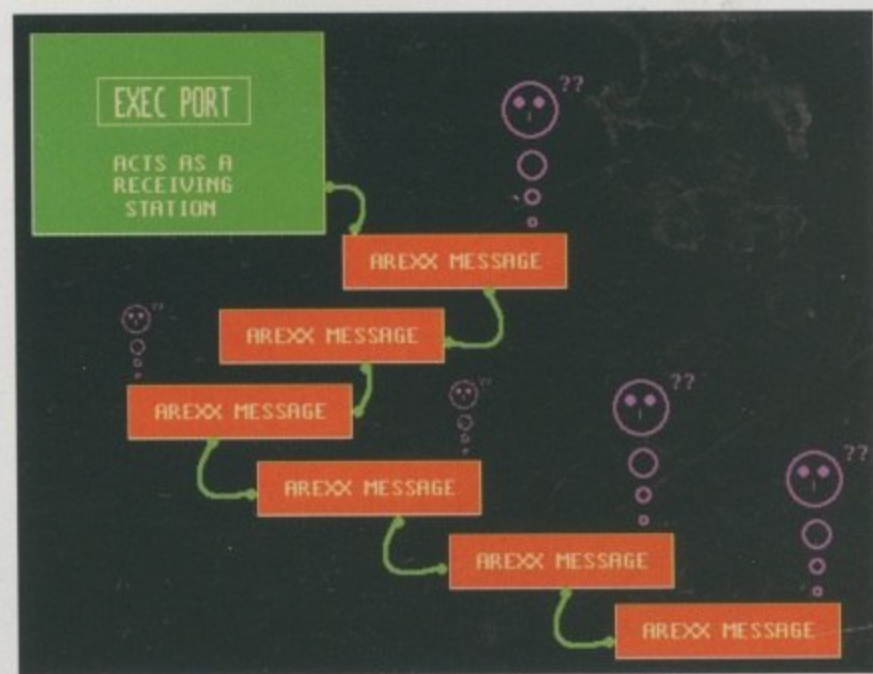 EXEC PORT
ACTS AS A
RECEIVING
STATION
??
AREXX MESSAGE
??
AREXX MESSAGE
AREXX MESSAGE
??
AREXX MESSAGE
??
AREXX MESSAGE
??
AREXX MESSAGE